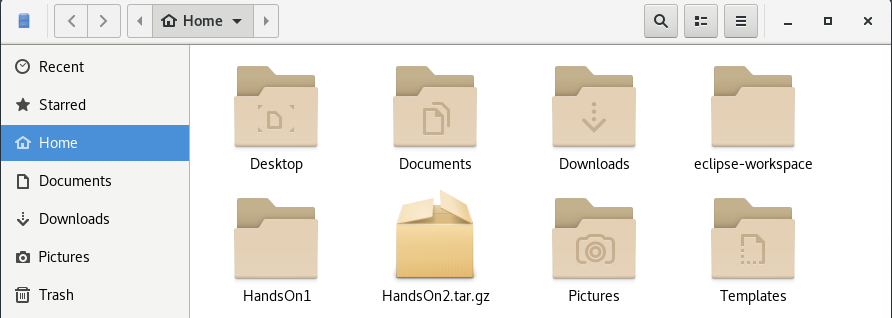 Home
Recent
Starred
Home
Documents
Downloads
Pictures
Trash
Desktop
Documents
Downloads
eclipse-workspace
HandsOn1
HandsOn2.tar.gz
Pictures
Templates